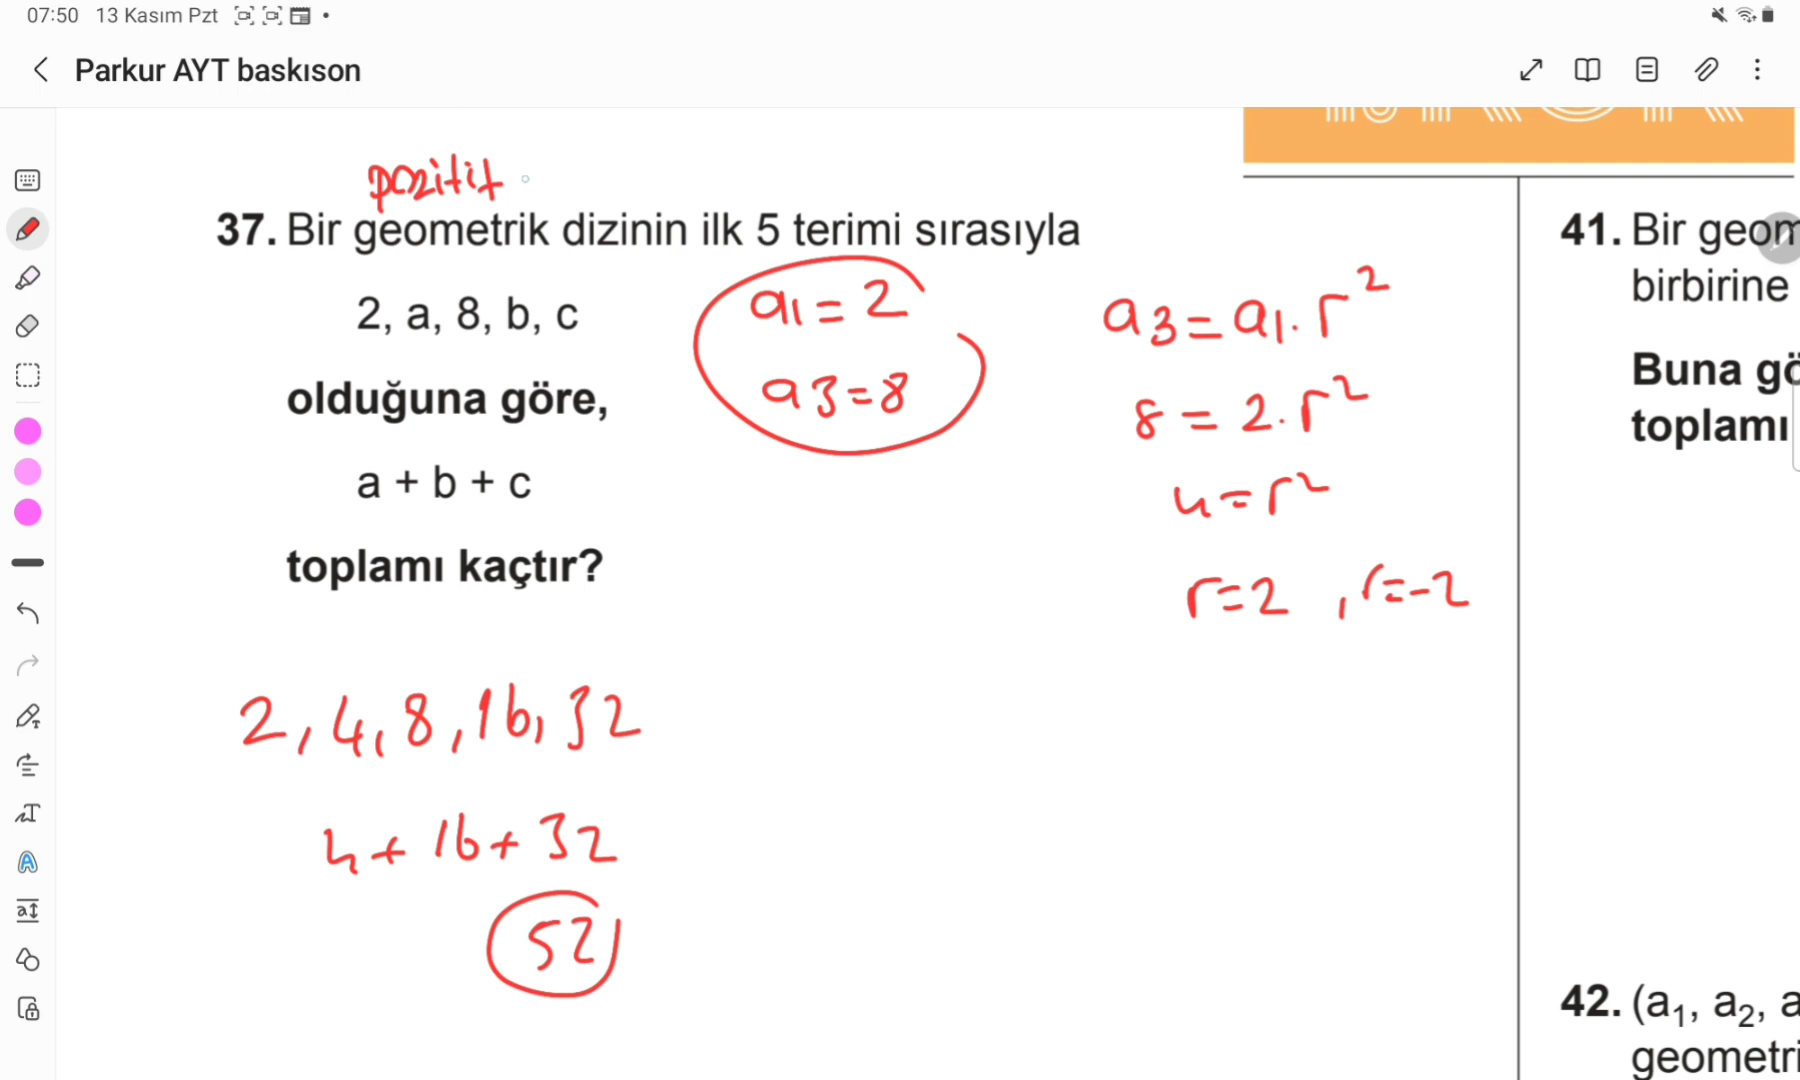 07:50 13 Kasım Pzt
Parkur AYT baskıson
pozitif
37. Bir geometrik dizinin ilk 5 terimi sırasıyla
2, a, 8, b, c
olduğuna göre,
a + b + c
toplamı kaçtır?
a1 = 2
a3 = 8
a3 = a1 . r²
8 = 2 . r²
4 = r²
r = 2 , r = -2
2, 4, 8, 16, 32
4 + 16 + 32
52
41. Bir geom
birbirine
Buna gö
toplamı
42. (a₁, a₂, a
geometri